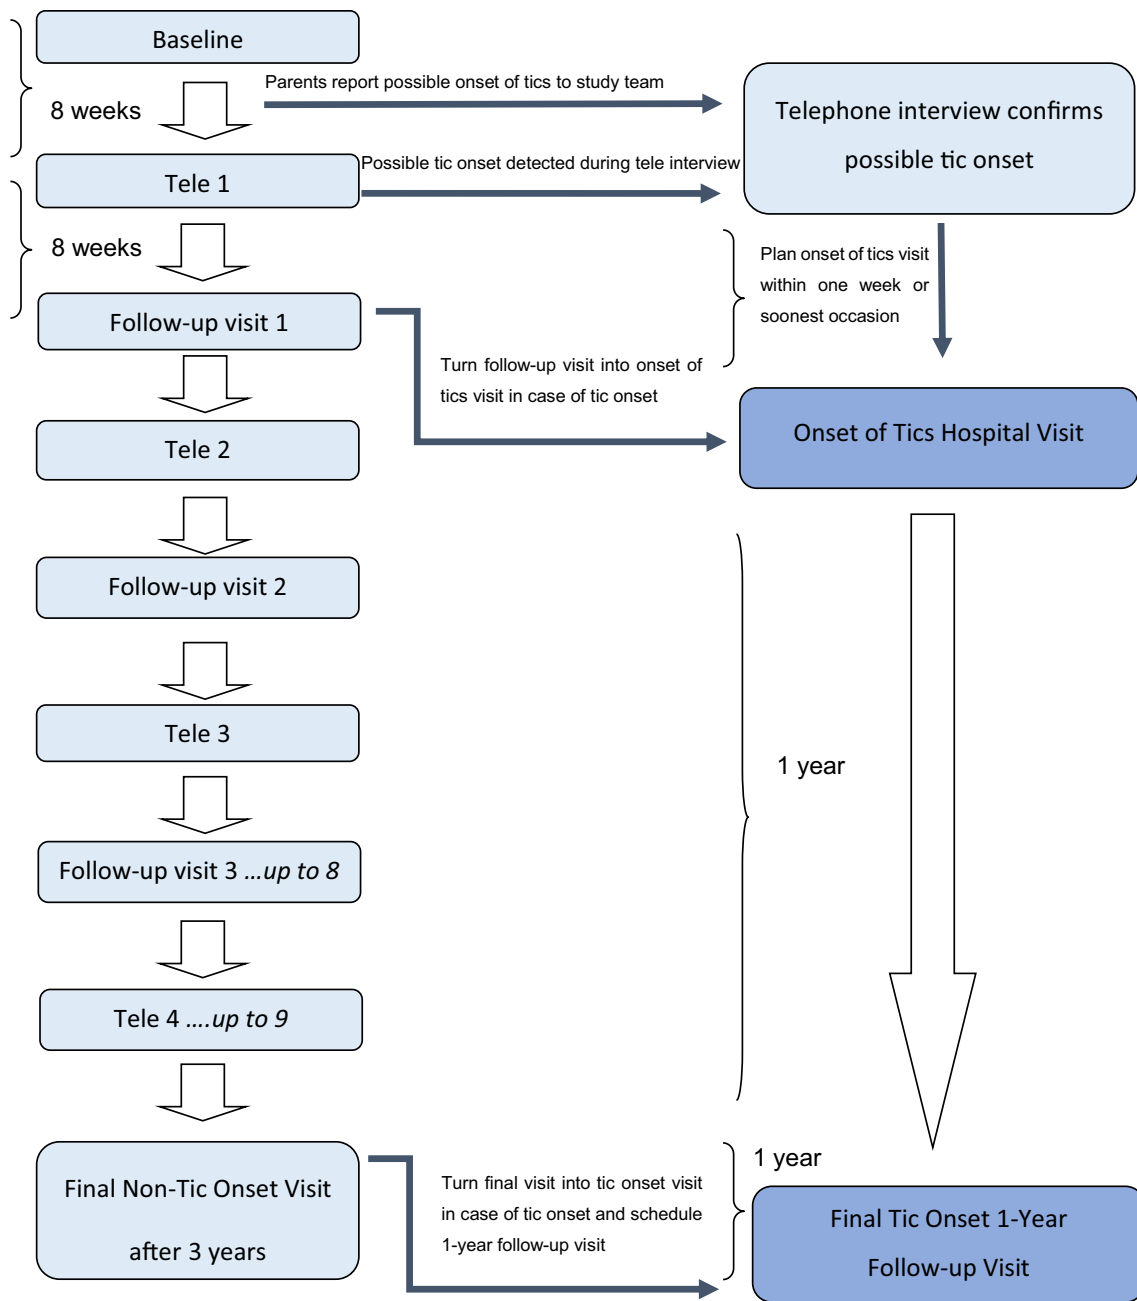 Baseline
8 weeks
Parents report possible onset of tics to study team
Telephone interview confirms
possible tic onset
Tele 1
Possible tic onset detected during tele interview
8 weeks
Plan onset of tics visit
within one week or
soonest occasion
Follow-up visit 1
Turn follow-up visit into onset of
tics visit in case of tic onset
Onset of Tics Hospital Visit
Tele 2
Follow-up visit 2
Tele 3
1 year
Follow-up visit 3 ...up to 8
Tele 4 ....up to 9
Final Non-Tic Onset Visit
after 3 years
Turn final visit into tic onset visit
in case of tic onset and schedule
1-year follow-up visit
1 year
Final Tic Onset 1-Year
Follow-up Visit